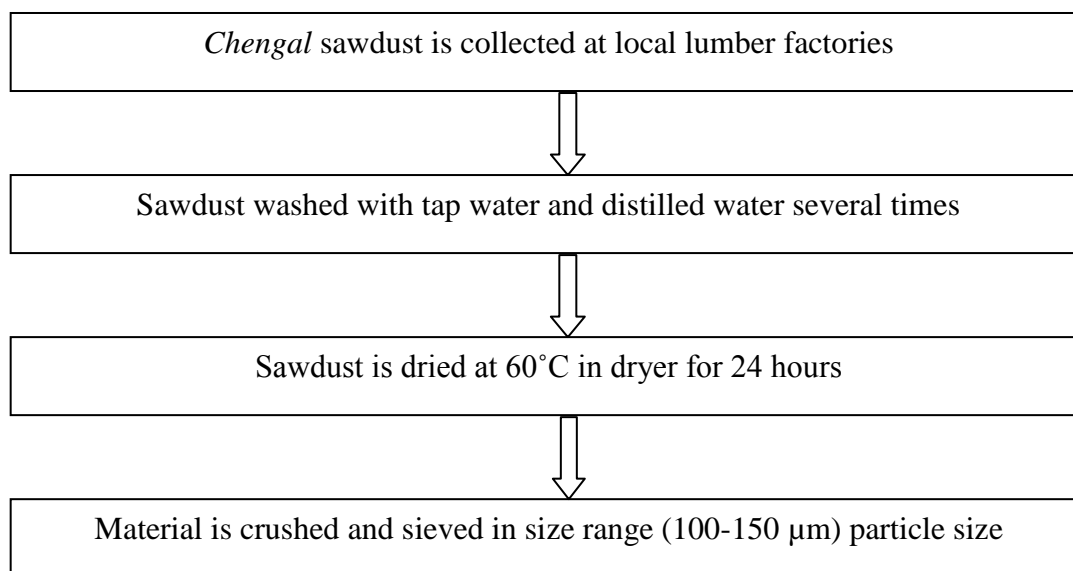 Chengal sawdust is collected at local lumber factories
Sawdust washed with tap water and distilled water several times
Sawdust is dried at 60˚C in dryer for 24 hours
Material is crushed and sieved in size range (100-150 µm) particle size